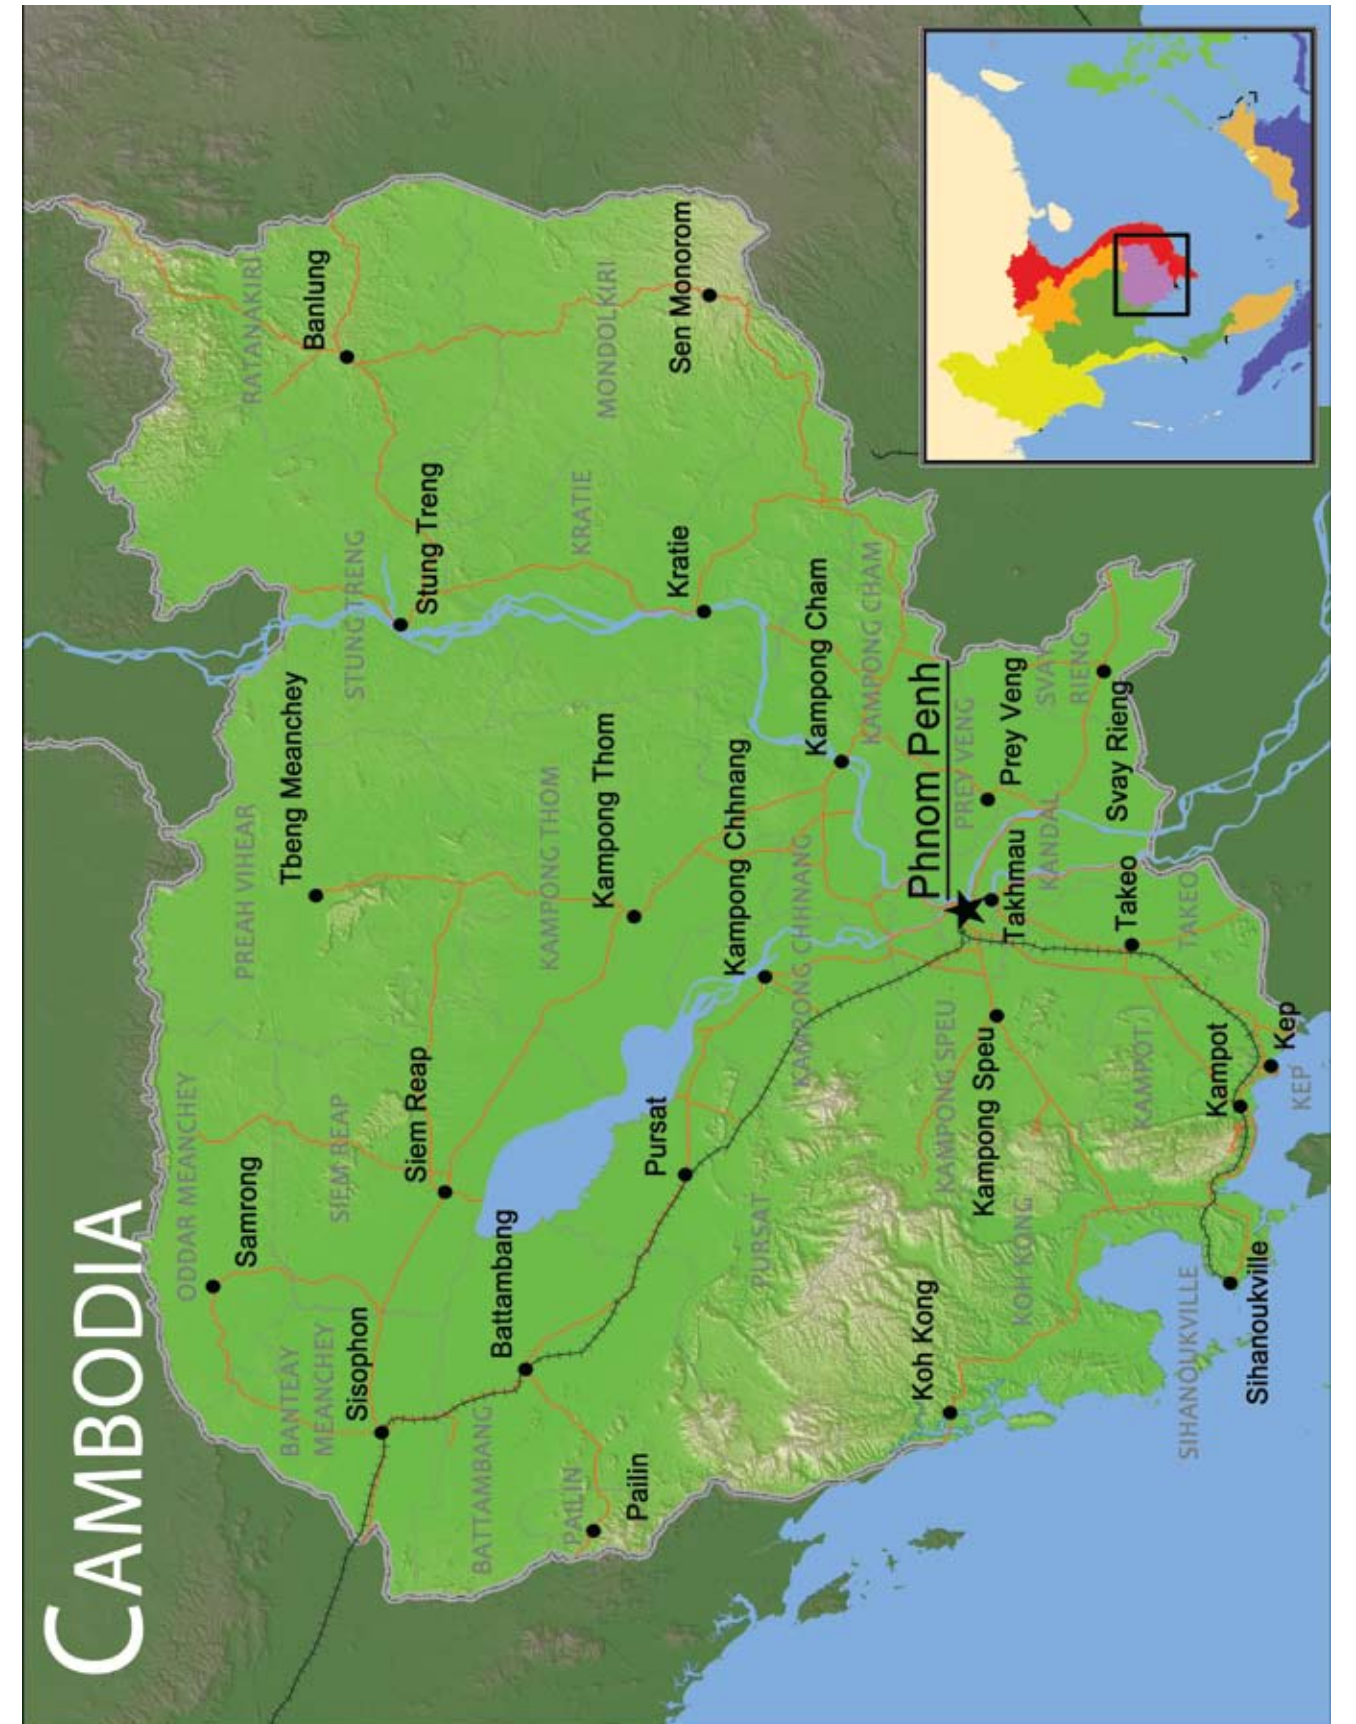 CAMBODIA
ODDAR MEANCHEY
Samrong
PREAH VIHEAR
Tbeng Meanchey
RATANAKIRI
Banlung
BANTEAY
MEANCHEY
Sisophon
SIEM REAP
Siem Reap
STUNG TRENG
Stung Treng
BATTAMBANG
Battambang
KAMPONG THOM
Kampong Thom
KRATIE
Kratie
MONDOLKIRI
Sen Monorom
PAILIN
Pailin
Pursat
PURSAT
Kampong Chhnang
KAMPONG CHHNANG
Kampong Cham
KAMPONG CHAM
Koh Kong
KOH KONG
KAMPONG SPEU
Kampong Speu
Phnom Penh
PREY VENG
Prey Veng
Takhmau
KANDAL
SVAY
RIENG
Svay Rieng
Takeo
TAKEO
KAMPOT
Kampot
SIHANOUKVILLE
Sihanoukville
Kep
KEP